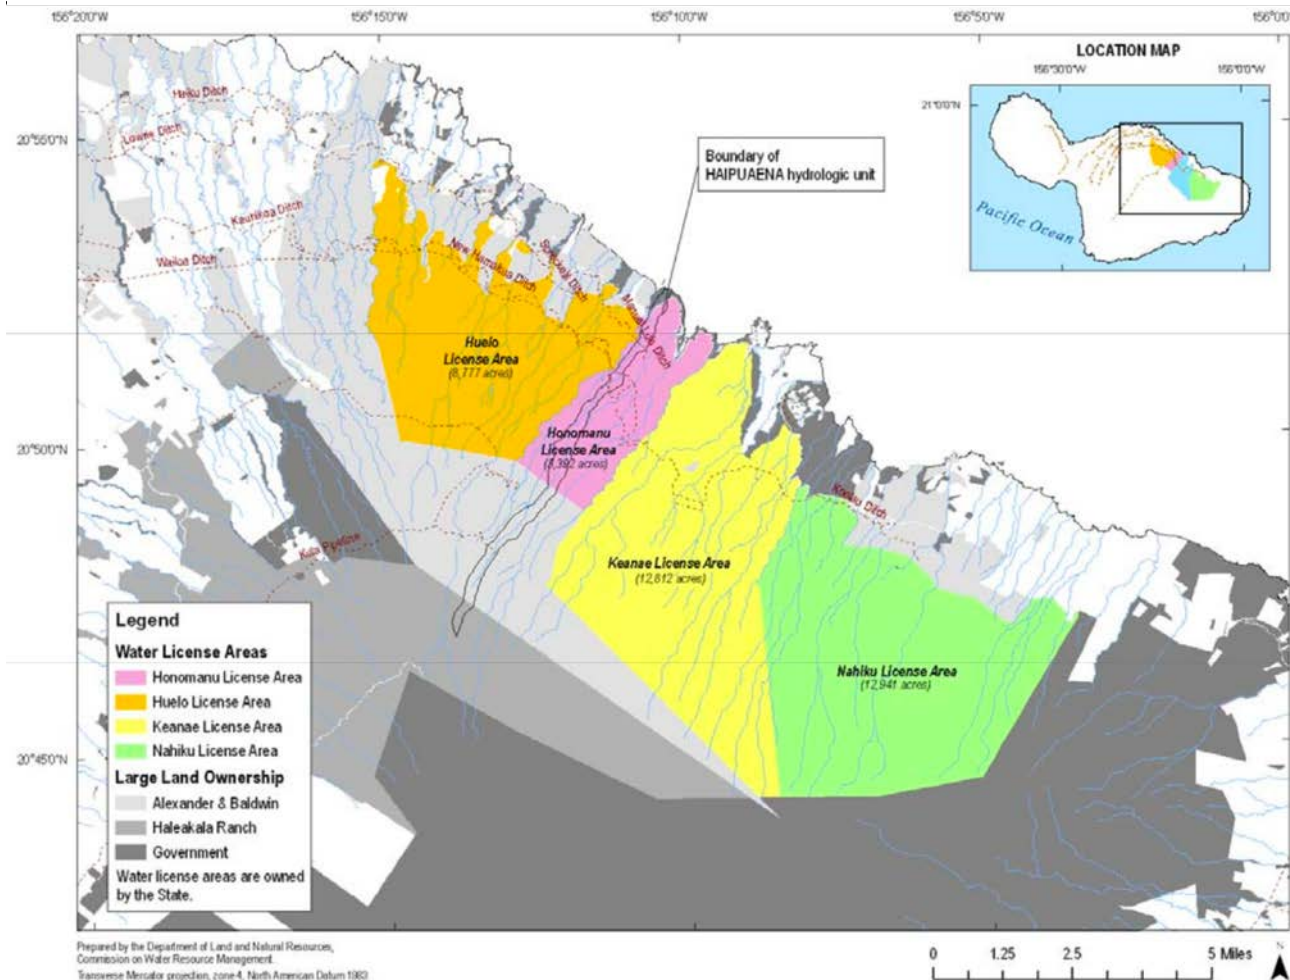 156°20'0"W
156°15'0"W
156°10'0"W
156°5'0"W
156°0'0"
LOCATION MAP
156°30'0"W
156°0'0"W
21°0'0"N
Pacific Ocean
Haiku Ditch
Lowrie Ditch
20°55'0"N
Boundary of
HAIPUAENA hydrologic unit
Kauhikoa Ditch
Wailoa Ditch
New Hamakua Ditch
Spreckels Ditch
Manuel Luis Ditch
Huelo
License Area
(8,777 acres)
Honomanu
License Area
20°50'0"N
Koolau Ditch
Kula Pipeline
Keanae License Area
Nahiku License Area
(12,941 acres)
20°45'0"N
Legend
Water License Areas
Honomanu License Area
Huelo License Area
Keanae License Area
Nahiku License Area
Large Land Ownership
Alexander & Baldwin
Haleakala Ranch
Government
Water license areas are owned
by the State.
Prepared by the Department of Land and Natural Resources,
Commission on Water Resource Management.
Transverse Mercator projection, zone 4, North American Datum 1983
0 1.25 2.5 5 Miles
N